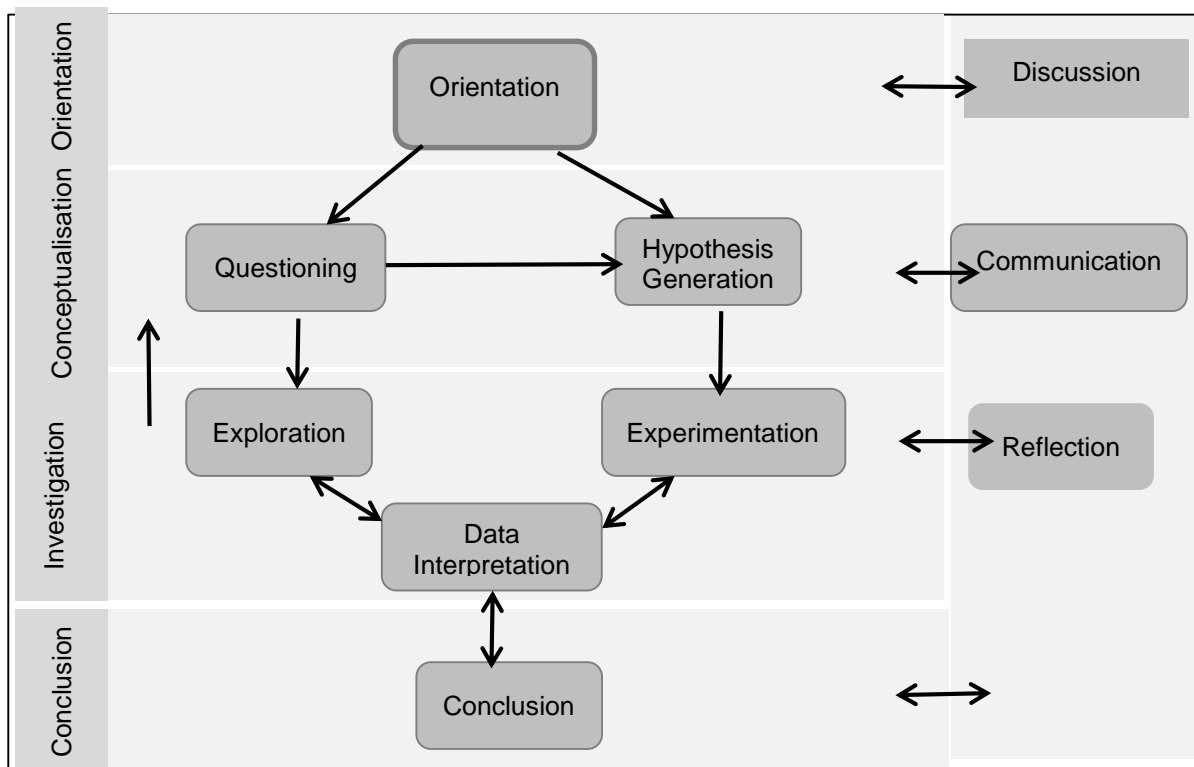 Orientation
Orientation
Discussion
Conceptualisation
Questioning
Hypothesis
Generation
Communication
Investigation
Exploration
Experimentation
Reflection
Data
Interpretation
Conclusion
Conclusion